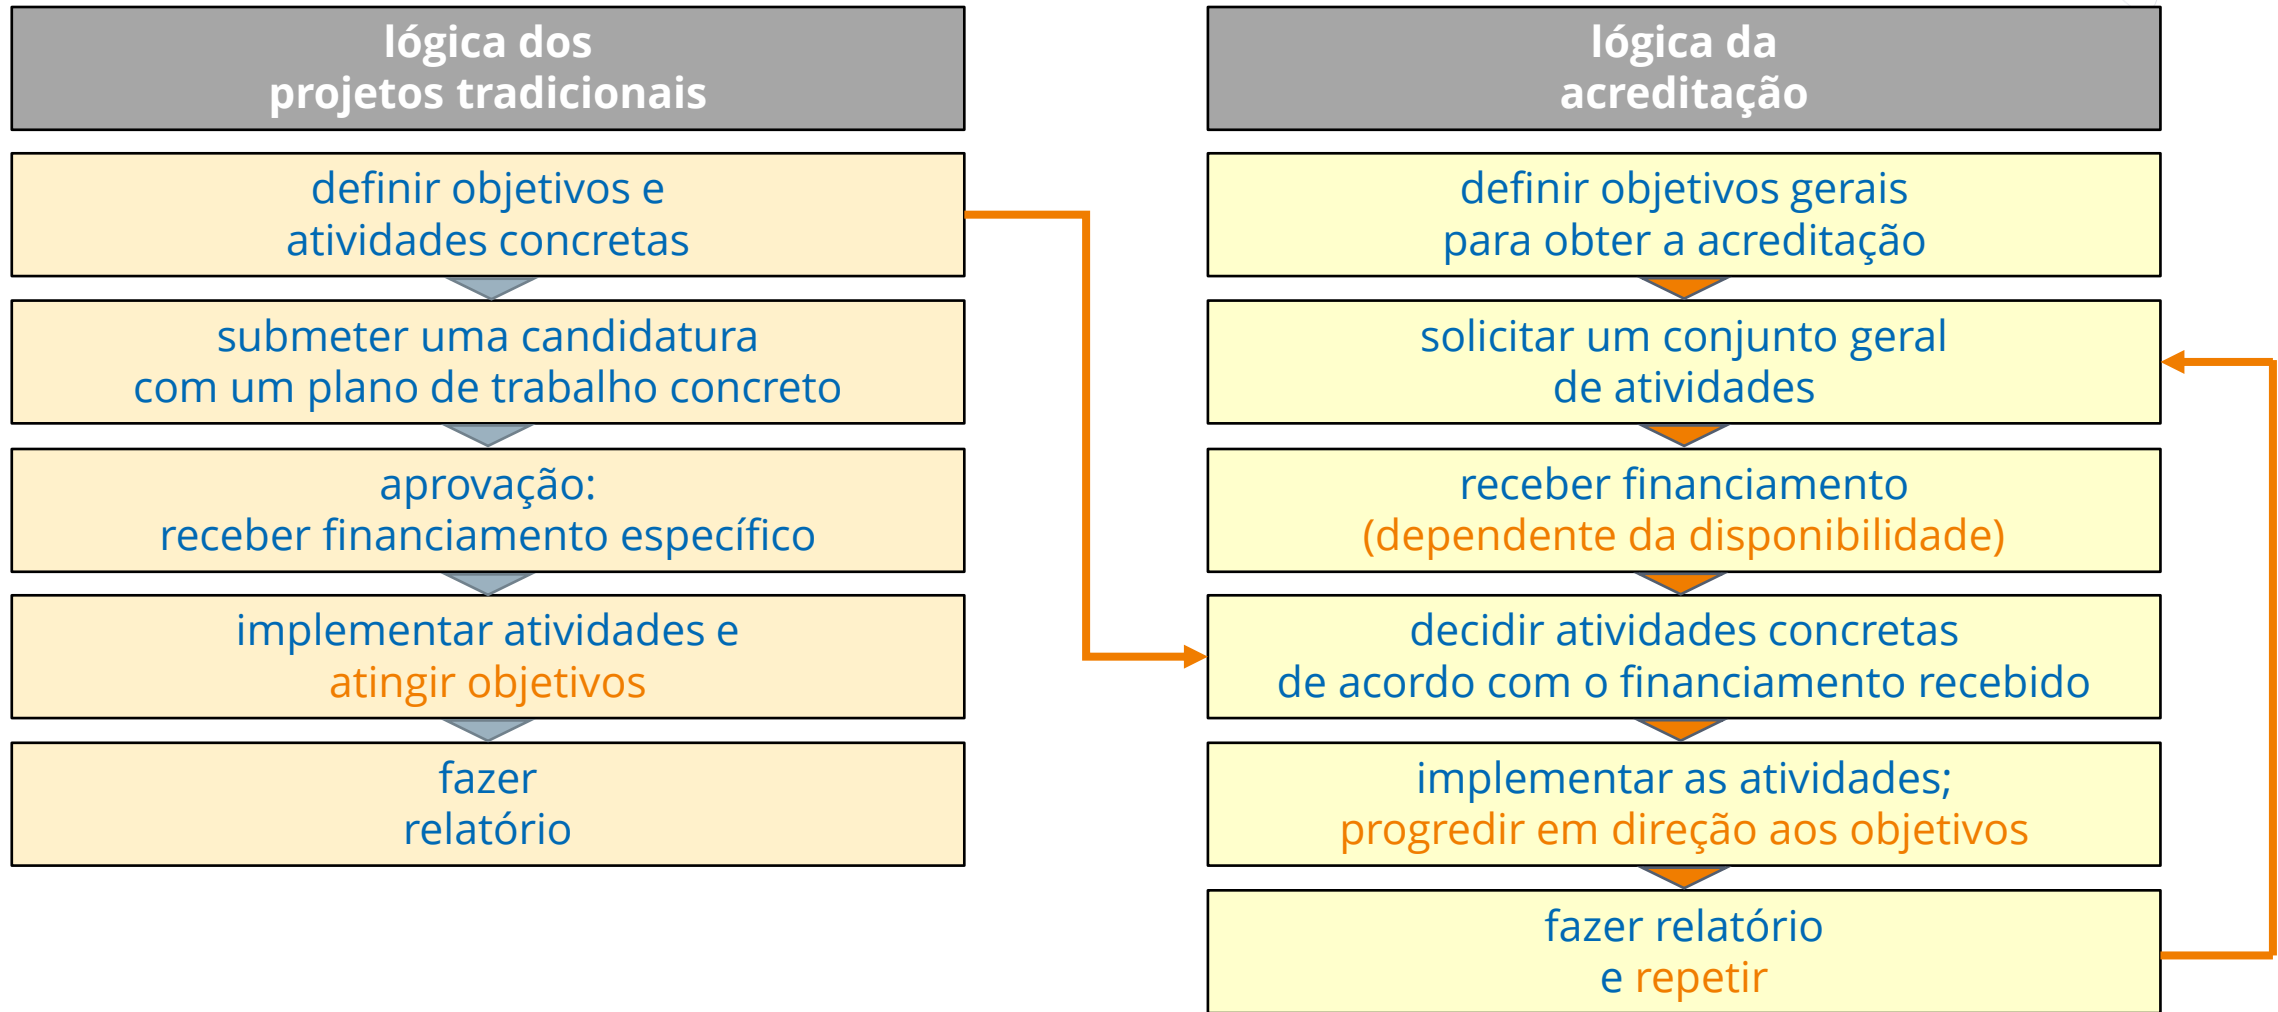 lógica dos
projetos tradicionais
definir objetivos e
atividades concretas
submeter uma candidatura
com um plano de trabalho concreto
aprovação:
receber financiamento específico
implementar atividades e
atingir objetivos
fazer
relatório
lógica da
acreditação
definir objetivos gerais
para obter a acreditação
solicitar um conjunto geral
de atividades
receber financiamento
(dependente da disponibilidade)
decidir atividades concretas
de acordo com o financiamento recebido
implementar as atividades;
progredir em direção aos objetivos
fazer relatório
e repetir